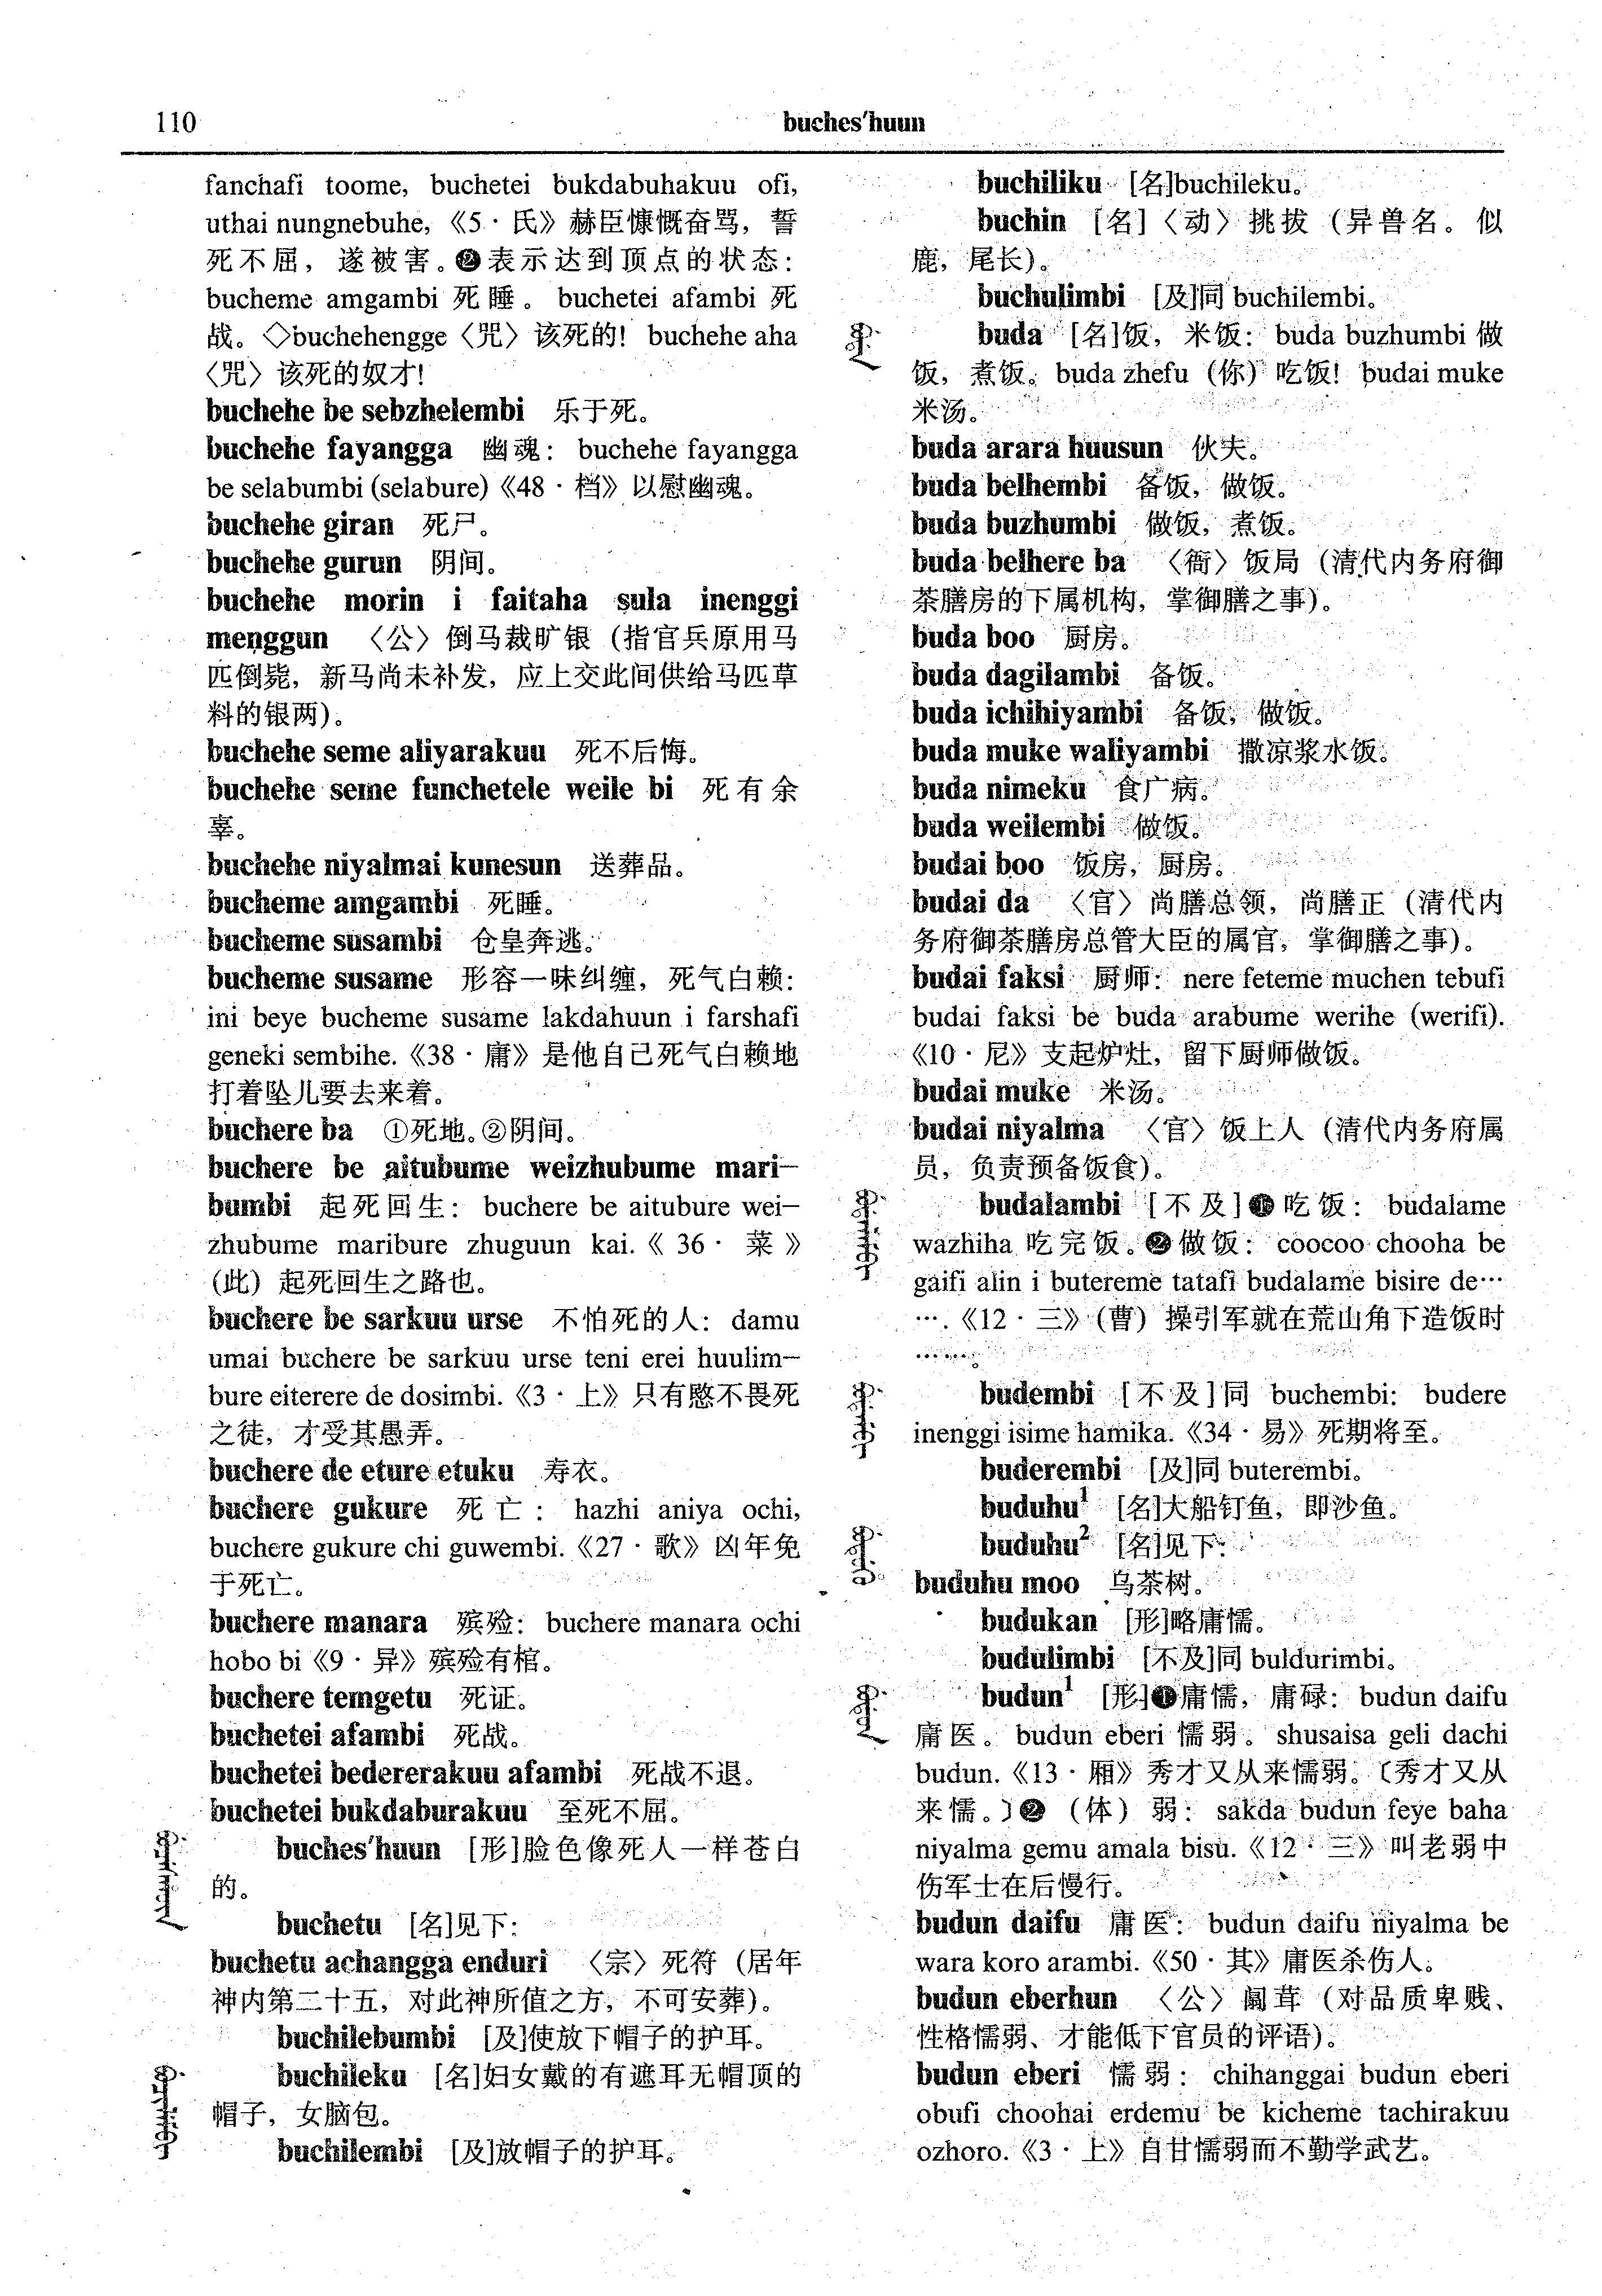 110
buches'huun
fanchafi toome, buchetei bukdabuhakuu ofi,
uthai nungnebuhe,《5·氏》赫臣慷慨奋骂，誓
死不屈，遂被害。❷表示达到顶点的状态：
bucheme amgambi 死睡。buchetei afambi 死
战。◇buchehengge〈咒〉该死的！buchehe aha
〈咒〉该死的奴才！
buchehe be sebzhelembi 乐于死。
buchehe fayangga 幽魂：buchehe fayangga
be selabumbi (selabure)《48·档》以慰幽魂。
buchehe giran 死尸。
buchehe gurun 阴间。
buchehe morin i faitaha sula inenggi
menggun 〈公〉倒马裁旷银（指官兵原用马
匹倒毙，新马尚未补发，应上交此间供给马匹草
料的银两）。
buchehe seme aliyarakuu 死不后悔。
buchehe seme funchetele weile bi 死有余
辜。
buchehe niyalmai kunesun 送葬品。
bucheme amgambi 死睡。
bucheme susambi 仓皇奔逃。
bucheme susame 形容一味纠缠，死气白赖：
ini beye bucheme susame lakdahuun i farshafi
geneki sembihe.《38·庸》是他自己死气白赖地
打着坠儿要去来着。
buchere ba ①死地。②阴间。
buchere be aitubume weizhubume mari-
bumbi 起死回生：buchere be aitubure wei-
zhubume maribure zhuguun kai.《36·菜》
（此）起死回生之路也。
buchere be sarkuu urse 不怕死的人：damu
umai buchere be sarkuu urse teni erei huulim-
bure eiterere de dosimbi.《3·上》只有愍不畏死
之徒，才受其愚弄。
buchere de eture etuku 寿衣。
buchere gukure 死亡：hazhi aniya ochi,
buchere gukure chi guwembi.《27·歌》凶年免
于死亡。
buchere manara 殡殓：buchere manara ochi
hobo bi《9·异》殡殓有棺。
buchere temgetu 死证。
buchetei afambi 死战。
buchetei bedererakuu afambi 死战不退。
buchetei bukdaburakuu 至死不屈。
buches'huun [形]脸色像死人一样苍白
的。
buchetu [名]见下：
buchetu achangga enduri 〈宗〉死符（居年
神内第二十五，对此神所值之方，不可安葬）。
buchilebumbi [及]使放下帽子的护耳。
buchileku [名]妇女戴的有遮耳无帽顶的
帽子，女脑包。
buchilembi [及]放帽子的护耳。
buchiliku [名]buchileku。
buchin [名]〈动〉挑拔（异兽名。似
鹿，尾长）。
buchulimbi [及]同 buchilembi。
buda [名]饭，米饭：buda buzhumbi 做
饭，煮饭。buda zhefu（你）吃饭！budai muke
米汤。
buda arara huusun 伙夫。
buda belhembi 备饭，做饭。
buda buzhumbi 做饭，煮饭。
buda belhere ba 〈衙〉饭局（清代内务府御
茶膳房的下属机构，掌御膳之事）。
buda boo 厨房。
buda dagilambi 备饭。
buda ichihiyambi 备饭，做饭。
buda muke waliyambi 撒凉浆水饭。
buda nimeku 食疒病。
buda weilembi 做饭。
budai boo 饭房，厨房。
budai da 〈官〉尚膳总领，尚膳正（清代内
务府御茶膳房总管大臣的属官，掌御膳之事）。
budai faksi 厨师：nere feteme muchen tebufi
budai faksi be buda arabume werihe (werifi).
《10·尼》支起炉灶，留下厨师做饭。
budai muke 米汤。
budai niyalma 〈官〉饭上人（清代内务府属
员，负责预备饭食）。
budalambi [不及]❶吃饭：budalame
wazhiha 吃完饭。❷做饭：coocoo chooha be
gaifi alin i butereme tatafi budalame bisire de…
….《12·三》（曹）操引军就在荒山角下造饭时
……。
budembi [不及]同 buchembi: budere
inenggi isime hamika.《34·易》死期将至。
buderembi [及]同 buterembi。
buduhu¹ [名]大船钉鱼，即沙鱼。
buduhu² [名]见下：
buduhu moo 乌茶树。
budukan [形]略庸懦。
budulimbi [不及]同 buldurimbi。
budun¹ [形]❶庸懦，庸碌：budun daifu
庸医。budun eberi 懦弱。shusaisa geli dachi
budun.《13·厢》秀才又从来懦弱。〔秀才又从
来懦。〕❷（体）弱：sakda budun feye baha
niyalma gemu amala bisu.《12·三》叫老弱中
伤军士在后慢行。
budun daifu 庸医：budun daifu niyalma be
wara koro arambi.《50·其》庸医杀伤人。
budun eberhun 〈公〉阘茸（对品质卑贱、
性格懦弱、才能低下官员的评语）。
budun eberi 懦弱：chihanggai budun eberi
obufi choohai erdemu be kicheme tachirakuu
ozhoro.《3·上》自甘懦弱而不勤学武艺。